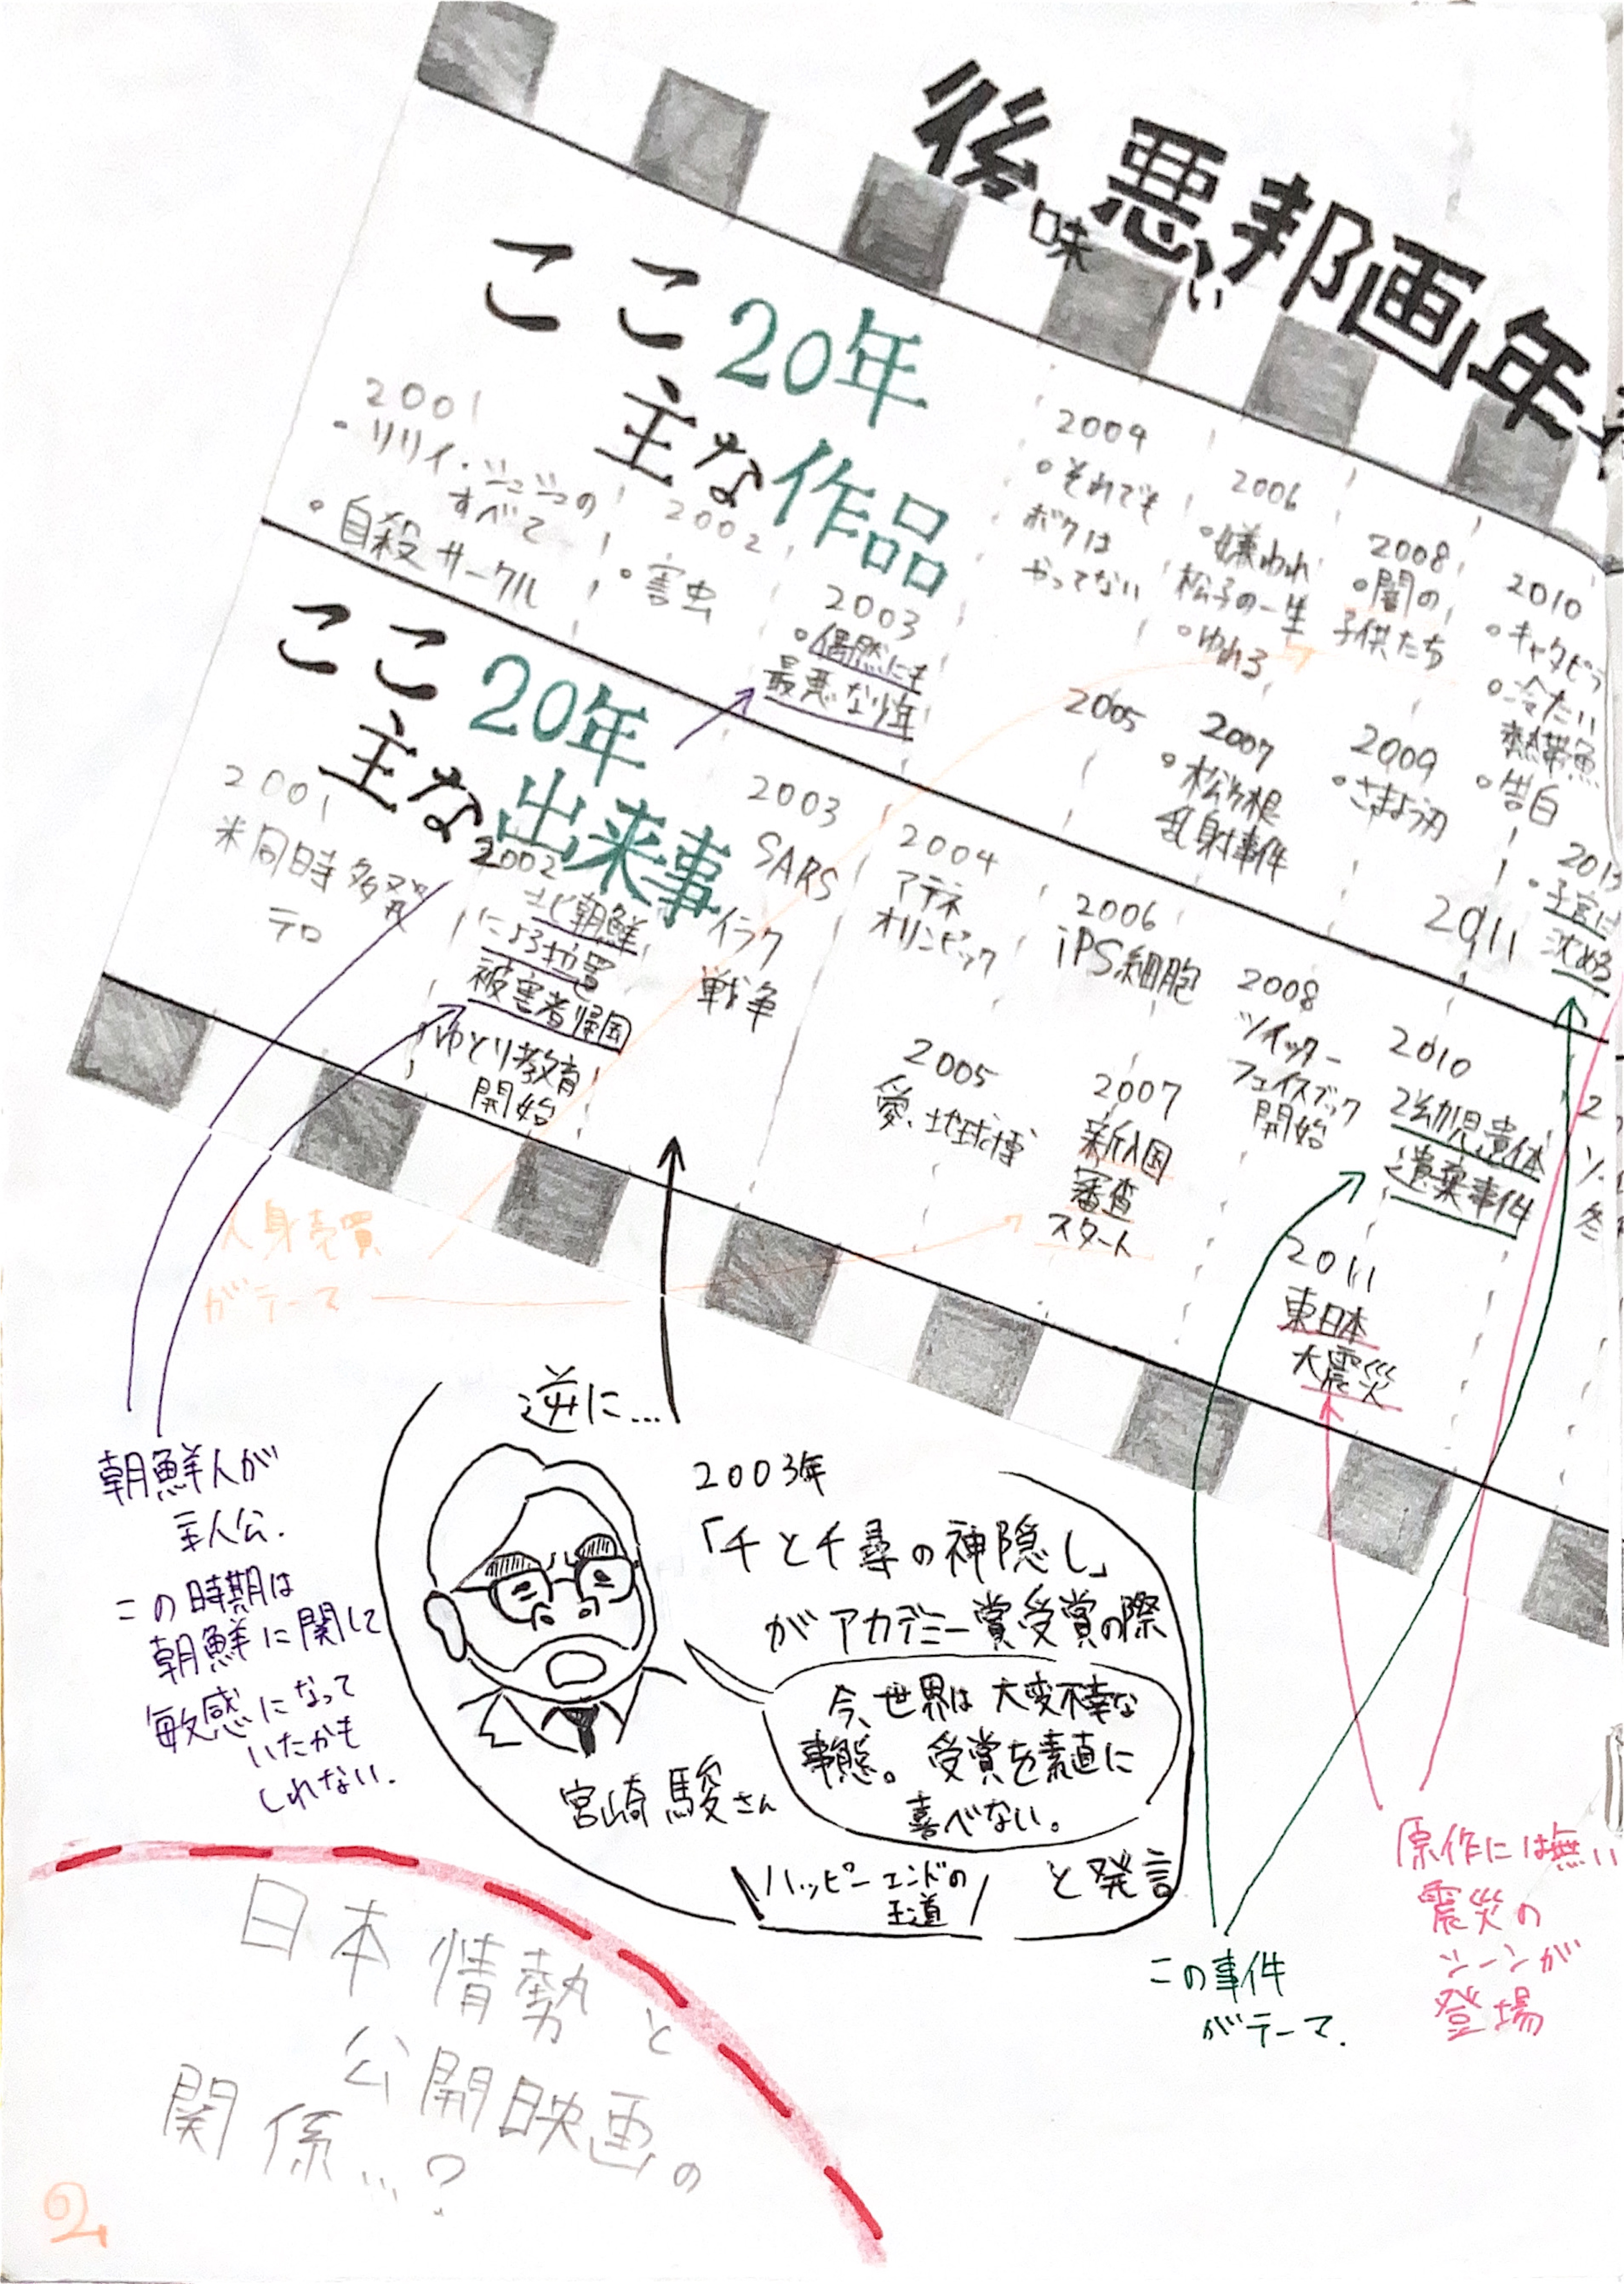 後味悪い邦画年
ここ20年
主な作品
2001
・リリイ・シュシュの
すべて
・自殺サークル
2002
・害虫
2003
・偶然にも
最悪な少年
2004
・それでも
ボクは
やってない
2005
2006
・嫌われ
松子の一生
・ゆれる
2007
・松ヶ根
乱射事件
2008
・闇の
子供たち
2009
・さまよう刃
2010
・キャタピラー
・冷たい
熱帯魚
・告白
2011
・子宮に
沈める
ここ20年
主な出来事
2001
米同時多発
テロ
2002
北朝鮮
による拉致
被害者帰国
ゆとり教育
開始
2003
SARS
イラク
戦争
2004
アテネ
オリンピック
2005
愛、地球博
2006
iPS細胞
2007
新入国
審査
スタート
2008
ツイッター
フェイスブック
開始
2010
2幼児遺体
遺棄事件
2011
東日本
大震災
人身売買
がテーマ
朝鮮人が
主人公.
この時期は
朝鮮に関して
敏感になって
いたかも
しれない.
逆に…
2003年
「千と千尋の神隠し」
がアカデミー賞受賞の際
今、世界は大変不幸な
事態。受賞を素直に
喜べない。
と発言
宮崎駿さん
ハッピーエンドの
王道
この事件
がテーマ.
原作には無い
震災の
シーンが
登場
日本情勢と
公開映画の
関係…?
2